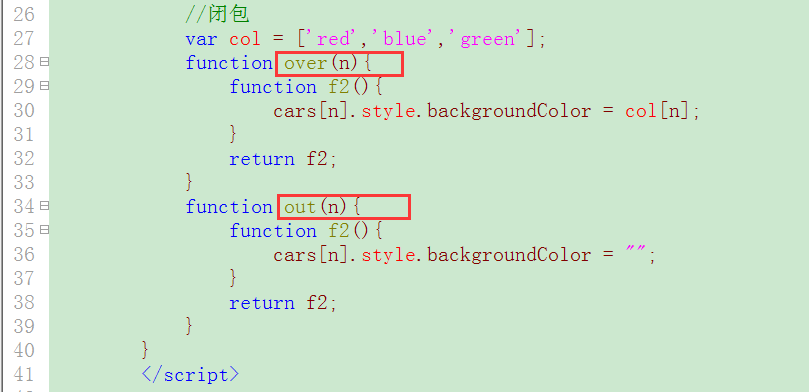 26 //闭包
27 var col = ['red','blue','green'];
28 function over(n){
29 function f2(){
30 cars[n].style.backgroundColor = col[n];
31 }
32 return f2;
33 }
34 function out(n){
35 function f2(){
36 cars[n].style.backgroundColor = "";
37 }
38 return f2;
39 }
40 }
41 </script>